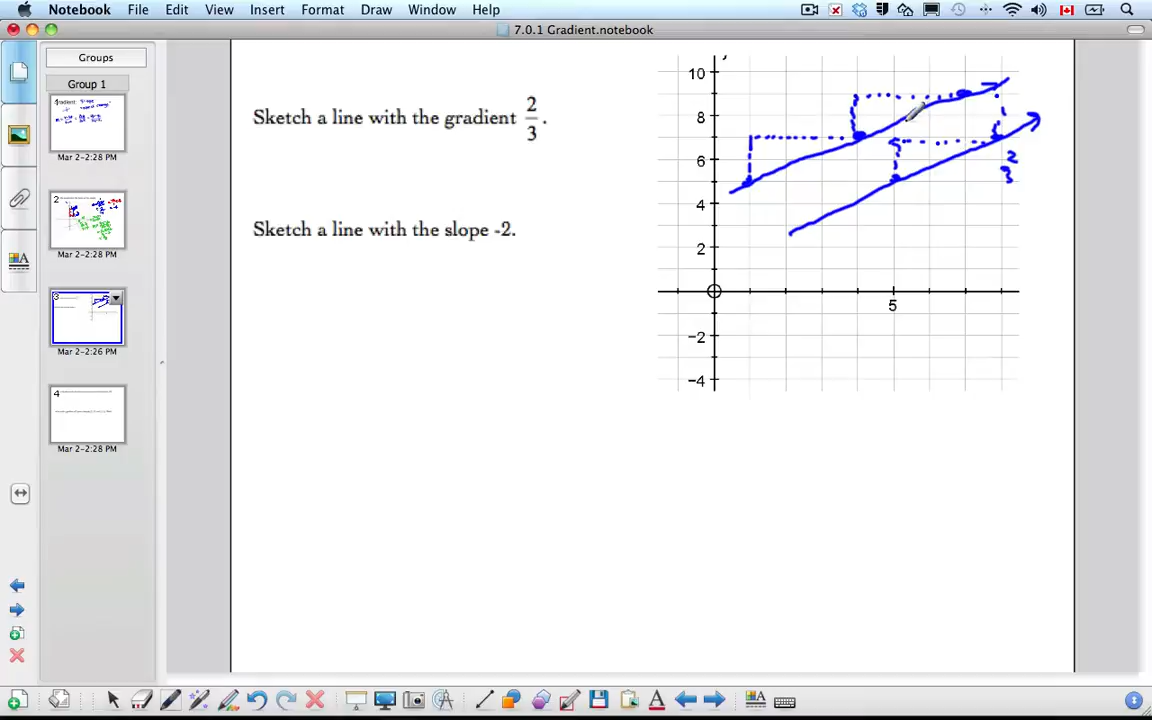 Notebook File Edit View Insert Format Draw Window Help
7.0.1 Gradient.notebook
Groups
Group 1
Mar 2-2:28 PM
2
Mar 2-2:28 PM
3
Mar 2-2:26 PM
4
Mar 2-2:28 PM
Sketch a line with the gradient 2/3.
Sketch a line with the slope -2.
10
8
6
4
2
5
−2
−4
2
3